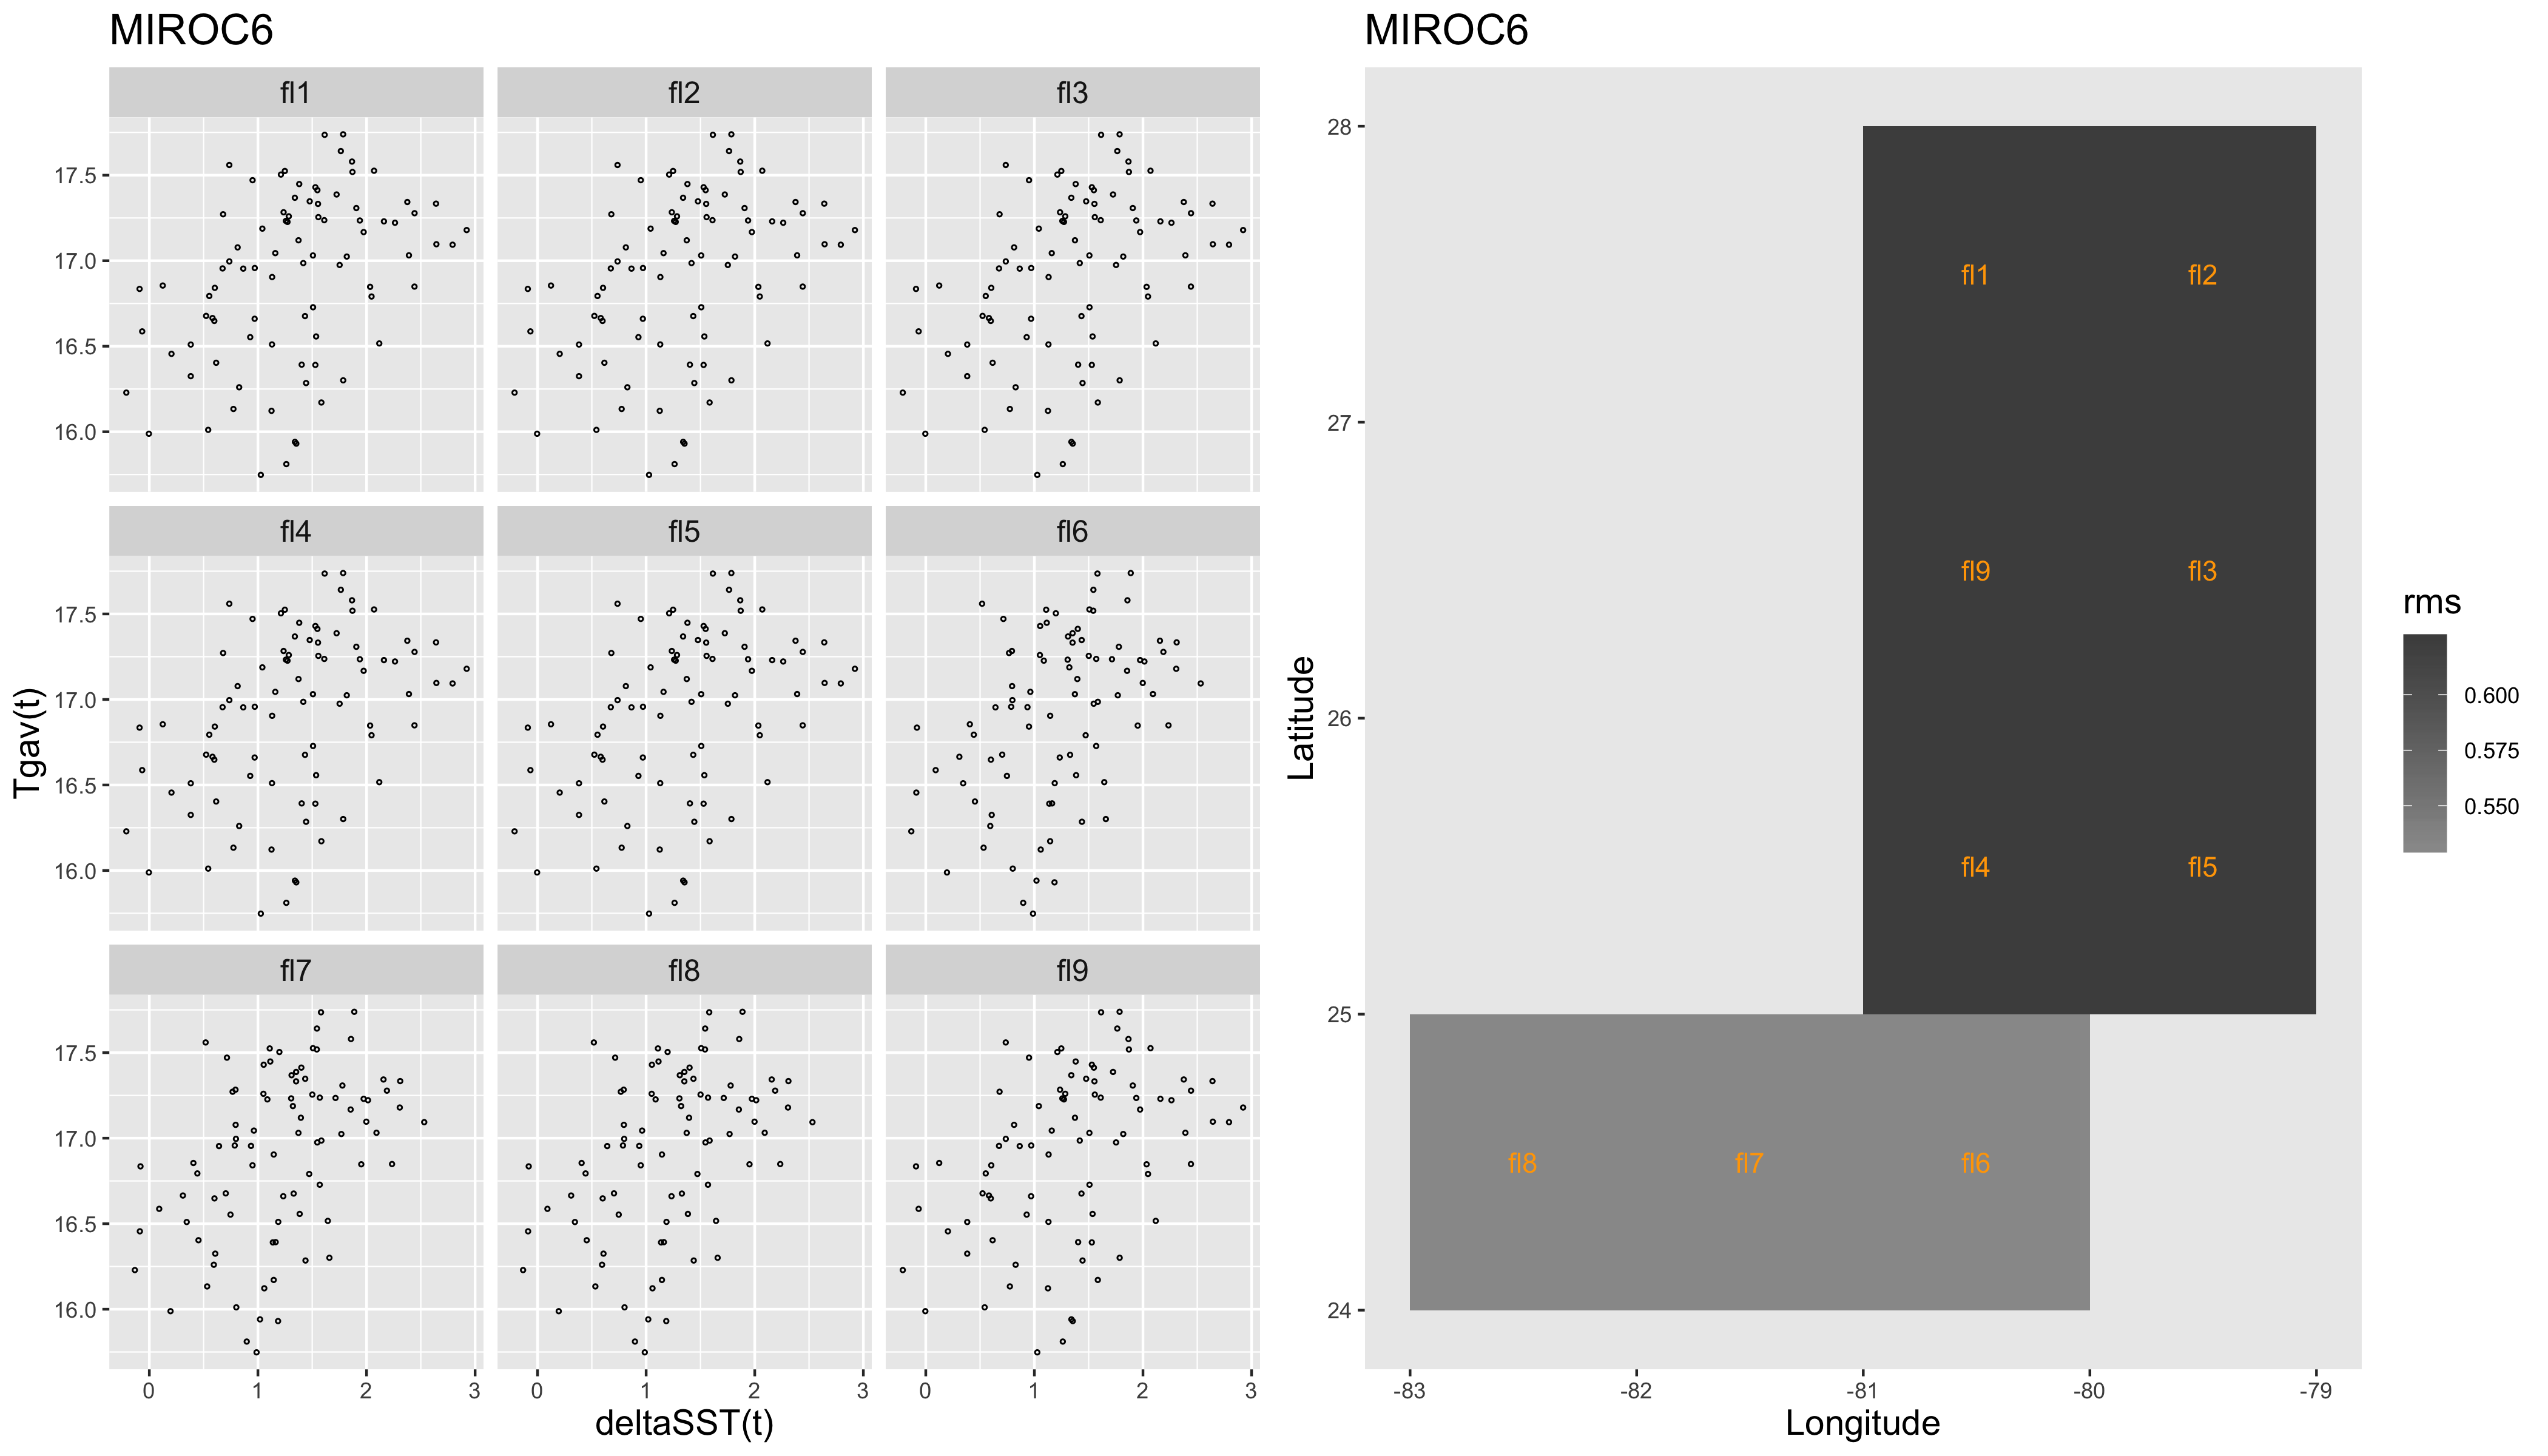 MIROC6
fl1 fl2 fl3
17.5
17.0
16.5
16.0
fl4 fl5 fl6
17.5
17.0
16.5
16.0
fl7 fl8 fl9
17.5
17.0
16.5
16.0
0 1 2 3 0 1 2 3 0 1 2 3
deltaSST(t)
Tgav(t)
MIROC6
28
27
26
25
24
fl1 fl2
fl9 fl3
fl4 fl5
fl8 fl7 fl6
-83 -82 -81 -80 -79
Longitude
Latitude
rms
0.600
0.575
0.550